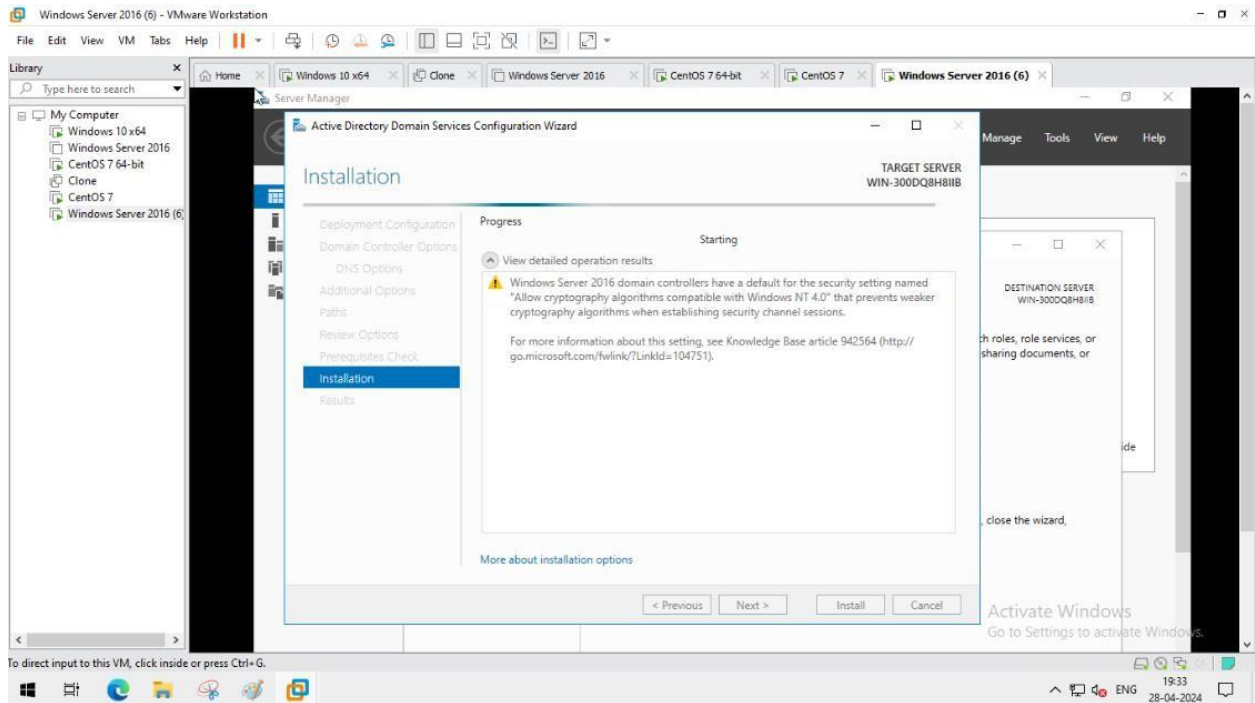 Windows Server 2016 (6) - VMware Workstation
File Edit View VM Tabs Help
Library
Type here to search
My Computer
Windows 10 x64
Windows Server 2016
CentOS 7 64-bit
Clone
CentOS 7
Windows Server 2016 (6)
Home Windows 10 x64 Clone Windows Server 2016 CentOS 7 64-bit CentOS 7 Windows Server 2016 (6)
Server Manager
Manage Tools View Help
Active Directory Domain Services Configuration Wizard
Installation
TARGET SERVER
WIN-300DQ8H8IIB
Deployment Configuration
Domain Controller Options
DNS Options
Additional Options
Paths
Review Options
Prerequisites Check
Installation
Results
Progress
Starting
View detailed operation results
Windows Server 2016 domain controllers have a default for the security setting named
"Allow cryptography algorithms compatible with Windows NT 4.0" that prevents weaker
cryptography algorithms when establishing security channel sessions.
For more information about this setting, see Knowledge Base article 942564 (http://
go.microsoft.com/fwlink/?LinkId=104751).
More about installation options
< Previous Next > Install Cancel
DESTINATION SERVER
WIN-300DQ8H8IIB
th roles, role services, or
sharing documents, or
ide
, close the wizard,
Activate Windows
Go to Settings to activate Windows.
To direct input to this VM, click inside or press Ctrl+G.
ENG
19:33
28-04-2024